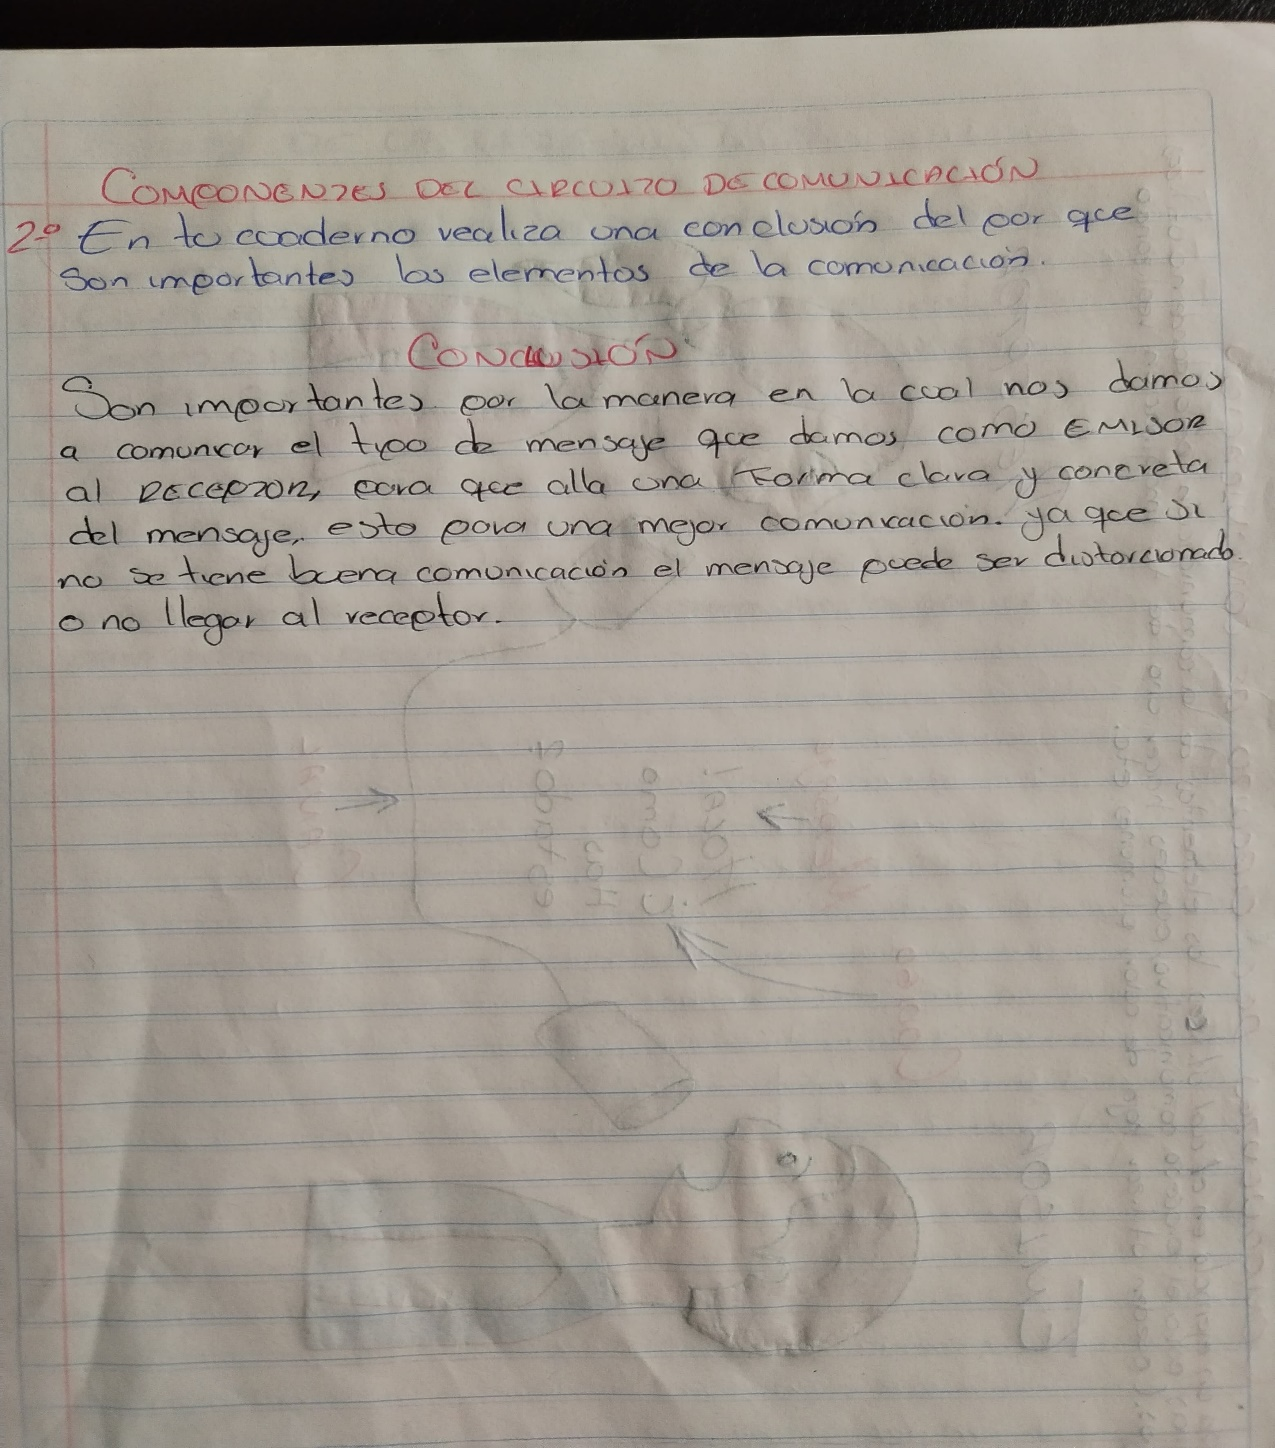 COMPONENTES DEL CIRCUITO DE COMUNICACIÓN
2º En tu cuaderno realiza una conclusión del por que
son importantes los elementos de la comunicación.
CONCLUSIÓN
Son importantes por la manera en la cual nos damos
a comunicar el tipo de mensaje que damos como EMISOR
al RECEPTOR, para que alla una Forma clara y concreta
del mensaje, esto para una mejor comunicacion. ya que si
no se tiene buena comunicación el mensaje puede ser distorcionado
o no llegar al receptor.